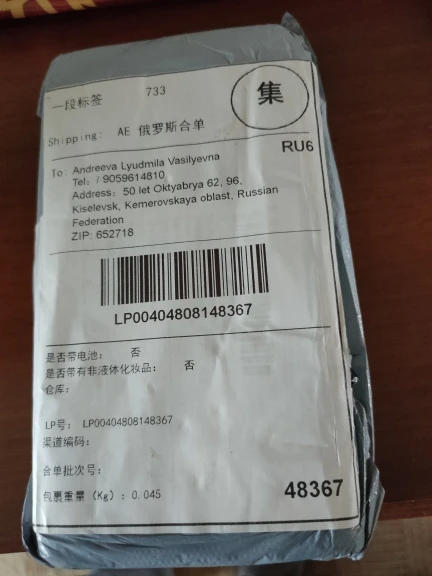 一段标签 733
集
Shipping: AE 俄罗斯合单
RU6
To: Andreeva Lyudmila Vasilyevna
Tel: / 9059614810
Address: 50 let Oktyabrya 62, 96,
Kiselevsk, Kemerovskaya oblast, Russian
Federation
ZIP: 652718
LP00404808148367
是否带电池: 否
是否带有非液体化妆品: 否
仓库:
LP号: LP00404808148367
渠道编码:
合单批次号:
包裹重量 (Kg) : 0.045
48367